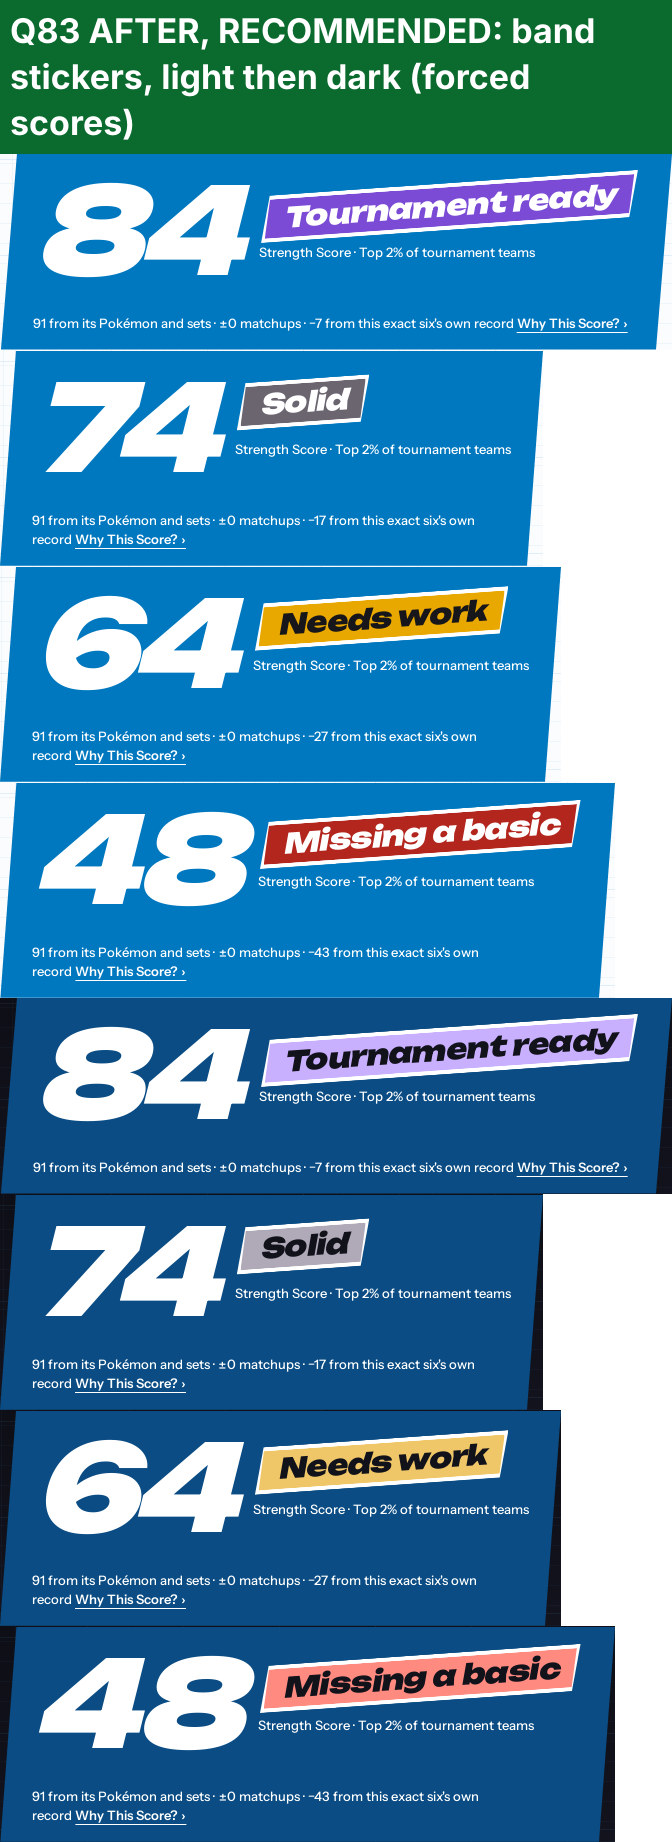 Q83 AFTER, RECOMMENDED: band
stickers, light then dark (forced
scores)
84 Tournament ready
Strength Score · Top 2% of tournament teams
91 from its Pokémon and sets · ±0 matchups · −7 from this exact six's own record Why This Score? ›
74 Solid
Strength Score · Top 2% of tournament teams
91 from its Pokémon and sets · ±0 matchups · −17 from this exact six's own
record Why This Score? ›
64 Needs work
Strength Score · Top 2% of tournament teams
91 from its Pokémon and sets · ±0 matchups · −27 from this exact six's own
record Why This Score? ›
48 Missing a basic
Strength Score · Top 2% of tournament teams
91 from its Pokémon and sets · ±0 matchups · −43 from this exact six's own
record Why This Score? ›
84 Tournament ready
Strength Score · Top 2% of tournament teams
91 from its Pokémon and sets · ±0 matchups · −7 from this exact six's own record Why This Score? ›
74 Solid
Strength Score · Top 2% of tournament teams
91 from its Pokémon and sets · ±0 matchups · −17 from this exact six's own
record Why This Score? ›
64 Needs work
Strength Score · Top 2% of tournament teams
91 from its Pokémon and sets · ±0 matchups · −27 from this exact six's own
record Why This Score? ›
48 Missing a basic
Strength Score · Top 2% of tournament teams
91 from its Pokémon and sets · ±0 matchups · −43 from this exact six's own
record Why This Score? ›